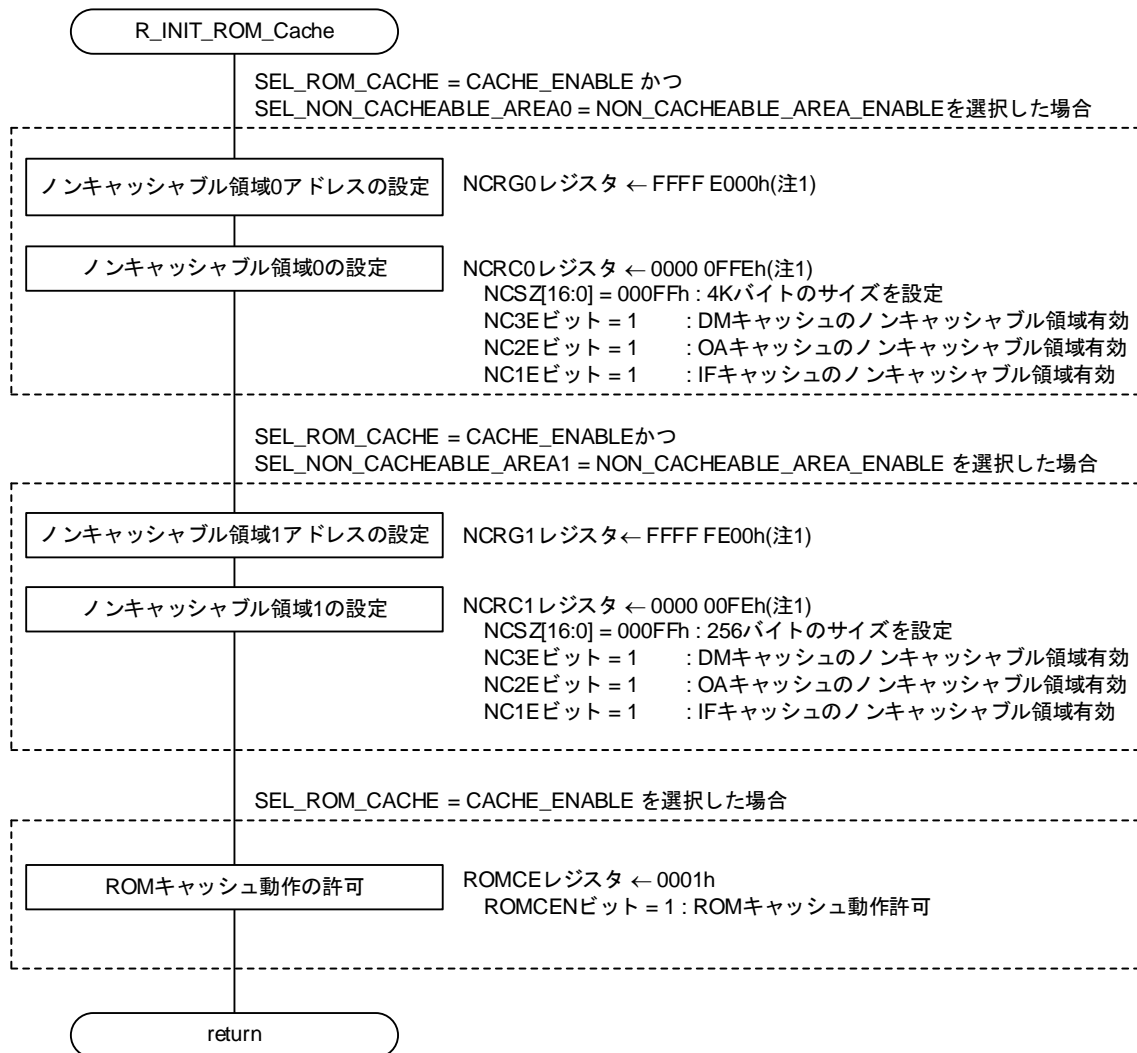 R_INIT_ROM_Cache
SEL_ROM_CACHE = CACHE_ENABLE かつ
SEL_NON_CACHEABLE_AREA0 = NON_CACHEABLE_AREA_ENABLEを選択した場合
ノンキャッシャブル領域0アドレスの設定
NCRG0レジスタ ← FFFF E000h(注1)
ノンキャッシャブル領域0の設定
NCRC0レジスタ ← 0000 0FFEh(注1)
NCSZ[16:0] = 000FFh : 4Kバイトのサイズを設定
NC3Eビット = 1 : DMキャッシュのノンキャッシャブル領域有効
NC2Eビット = 1 : OAキャッシュのノンキャッシャブル領域有効
NC1Eビット = 1 : IFキャッシュのノンキャッシャブル領域有効
SEL_ROM_CACHE = CACHE_ENABLEかつ
SEL_NON_CACHEABLE_AREA1 = NON_CACHEABLE_AREA_ENABLE を選択した場合
ノンキャッシャブル領域1アドレスの設定
NCRG1レジスタ← FFFF FE00h(注1)
ノンキャッシャブル領域1の設定
NCRC1レジスタ ← 0000 00FEh(注1)
NCSZ[16:0] = 000FFh : 256バイトのサイズを設定
NC3Eビット = 1 : DMキャッシュのノンキャッシャブル領域有効
NC2Eビット = 1 : OAキャッシュのノンキャッシャブル領域有効
NC1Eビット = 1 : IFキャッシュのノンキャッシャブル領域有効
SEL_ROM_CACHE = CACHE_ENABLE を選択した場合
ROMキャッシュ動作の許可
ROMCEレジスタ ← 0001h
ROMCENビット = 1 : ROMキャッシュ動作許可
return